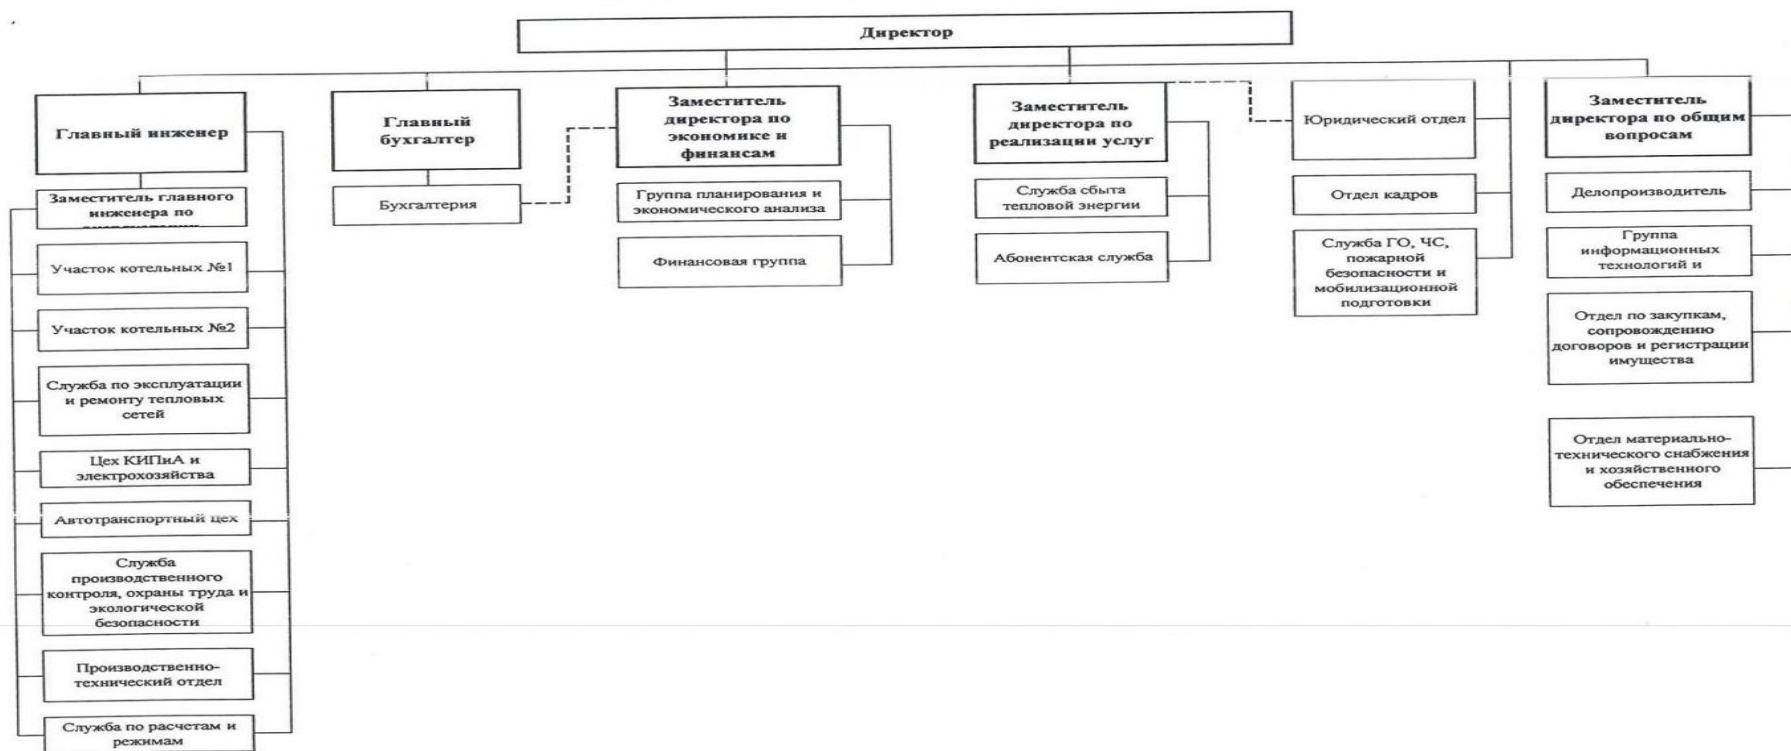 Директор
Главный инженер
Главный
бухгалтер
Заместитель
директора по
экономике и
финансам
Заместитель
директора по
реализации услуг
Юридический отдел
Заместитель
директора по общим
вопросам
Заместитель главного
инженера по
Бухгалтерия
Группа планирования и
экономического анализа
Служба сбыта
тепловой энергии
Отдел кадров
Делопроизводитель
Участок котельных №1
Финансовая группа
Абонентская служба
Служба ГО, ЧС,
пожарной
безопасности и
мобилизационной
подготовки
Группа
информационных
технологий и
Участок котельных №2
Отдел по закупкам,
сопровождению
договоров и регистрации
имущества
Служба по эксплуатации
и ремонту тепловых
сетей
Отдел материально-
технического снабжения
и хозяйственного
обеспечения
Цех КИПиА и
электрохозяйства
Автотранспортный цех
Служба
производственного
контроля, охраны труда и
экологической
безопасности
Производственно-
технический отдел
Служба по расчетам и
режимам